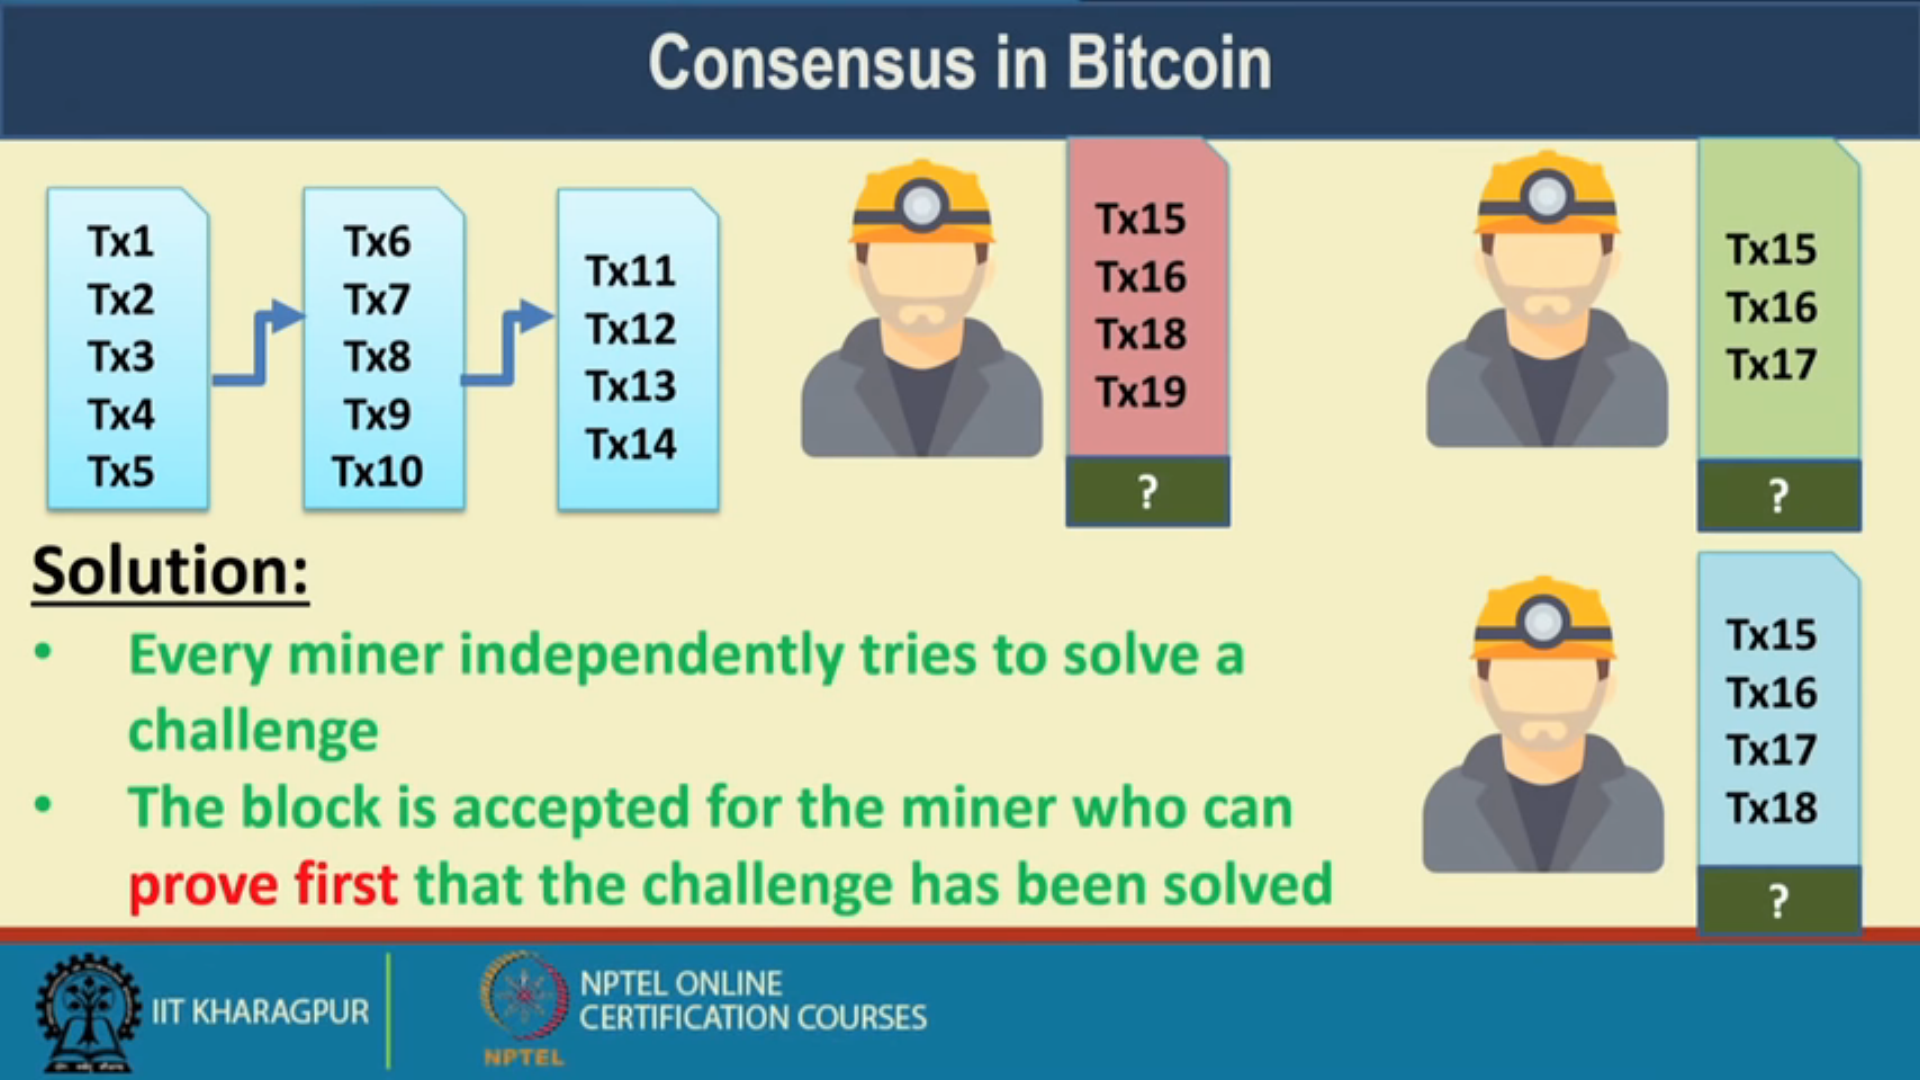 Consensus in Bitcoin
Tx1
Tx2
Tx3
Tx4
Tx5
Tx6
Tx7
Tx8
Tx9
Tx10
Tx11
Tx12
Tx13
Tx14
Tx15
Tx16
Tx18
Tx19
?
Tx15
Tx16
Tx17
?
Tx15
Tx16
Tx17
Tx18
?
Solution:
• Every miner independently tries to solve a
challenge
• The block is accepted for the miner who can
prove first that the challenge has been solved
IIT KHARAGPUR
NPTEL
NPTEL ONLINE
CERTIFICATION COURSES